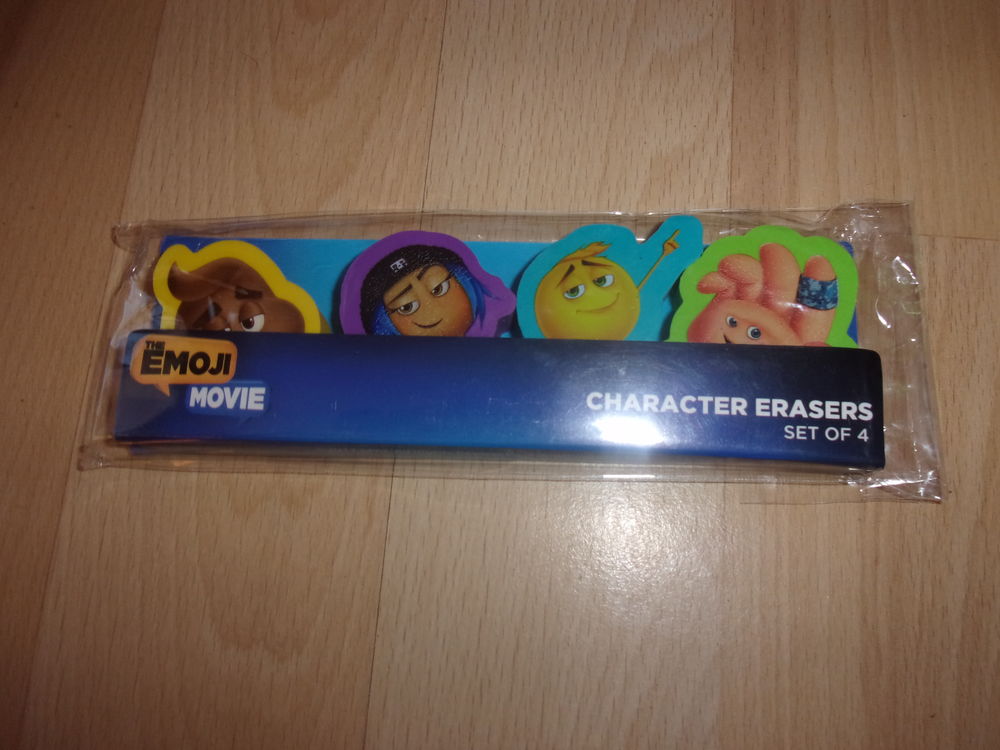 THE
EMOJI
MOVIE
CHARACTER ERASERS
SET OF 4